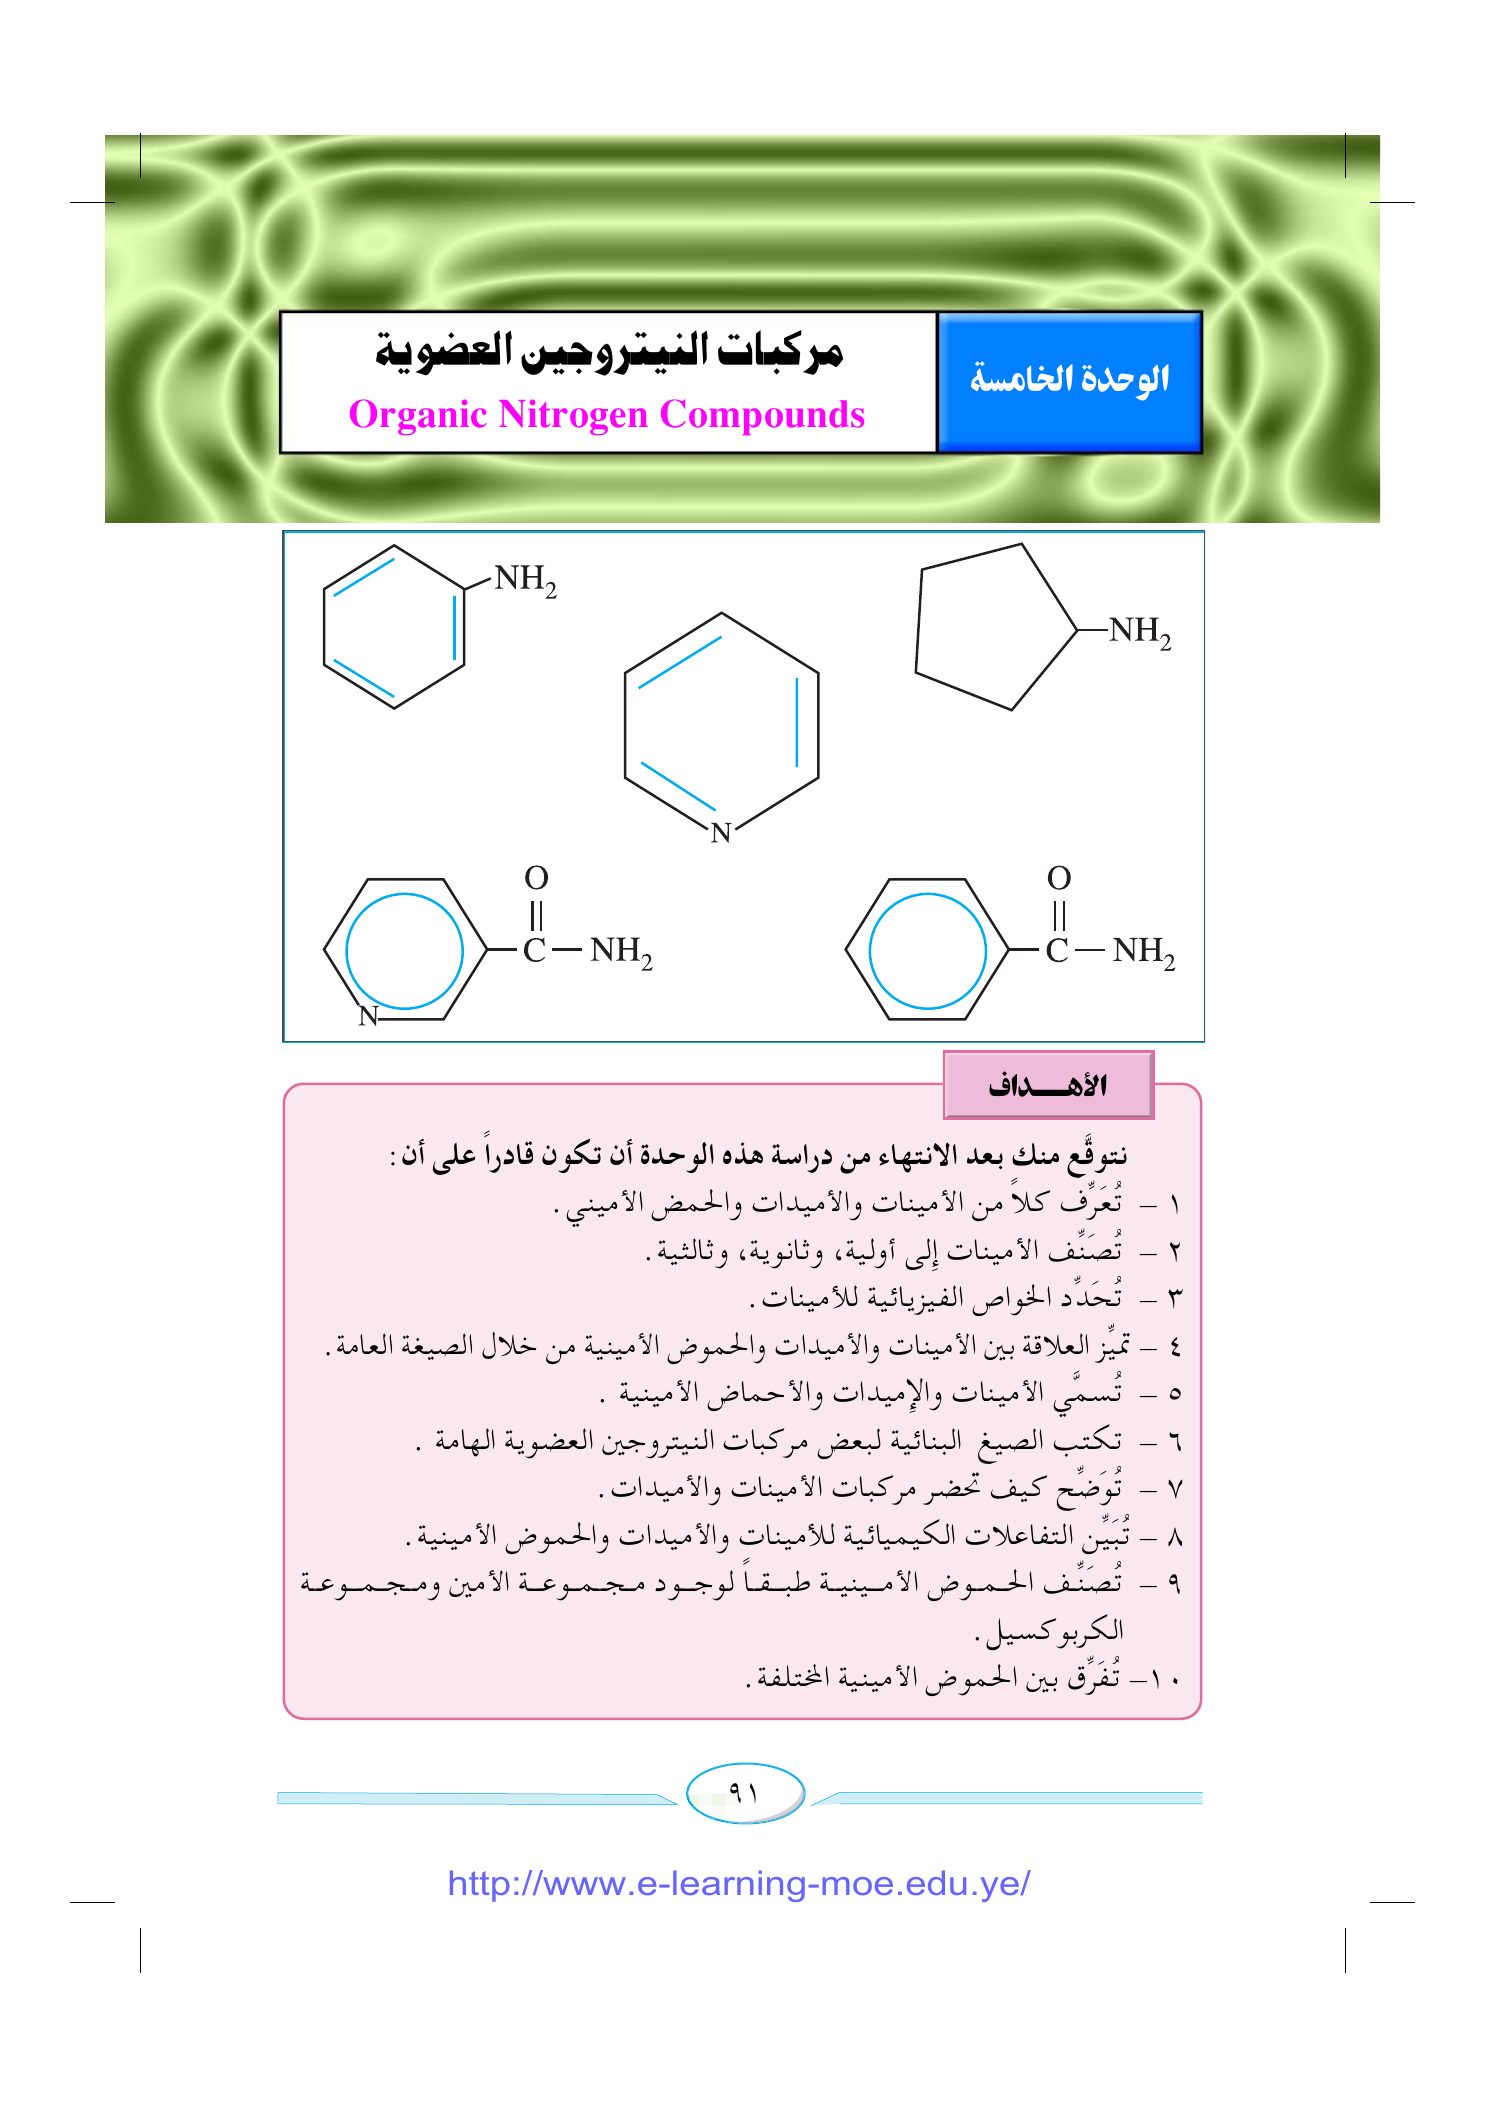 مركبات النيتروجين العضوية
الوحدة الخامسة
Organic Nitrogen Compounds
NH₂
NH₂
N
O
C
NH₂
N
O
C
NH₂
الأهـــداف
نتوقَّع منك بعد الانتهاء من دراسة هذه الوحدة أن تكون قادراً على أن :
١ – تُعَرِّف كلاً من الأمينات والأميدات والحمض الأميني .
٢ – تُصَنِّف الأمينات إِلى أولية، وثانوية، وثالثية .
٣ – تُحَدِّد الخواص الفيزيائية للأمينات .
٤ – تميِّز العلاقة بين الأمينات والأميدات والحموض الأمينية من خلال الصيغة العامة .
٥ – تُسمَّي الأمينات والإِميدات والأحماض الأمينية .
٦ – تكتب الصيغ البنائية لبعض مركبات النيتروجين العضوية الهامة .
٧ – تُوَضِّح كيف تحضر مركبات الأمينات والأميدات .
٨ – تُبَيِّن التفاعلات الكيميائية للأمينات والأميدات والحموض الأمينية .
٩ – تُصَنِّف الحموض الأمينية طبقاً لوجود مجموعة الأمين ومجموعة
الكربوكسيل .
١٠– تُفَرِّق بين الحموض الأمينية المختلفة .
٩١
http://www.e-learning-moe.edu.ye/